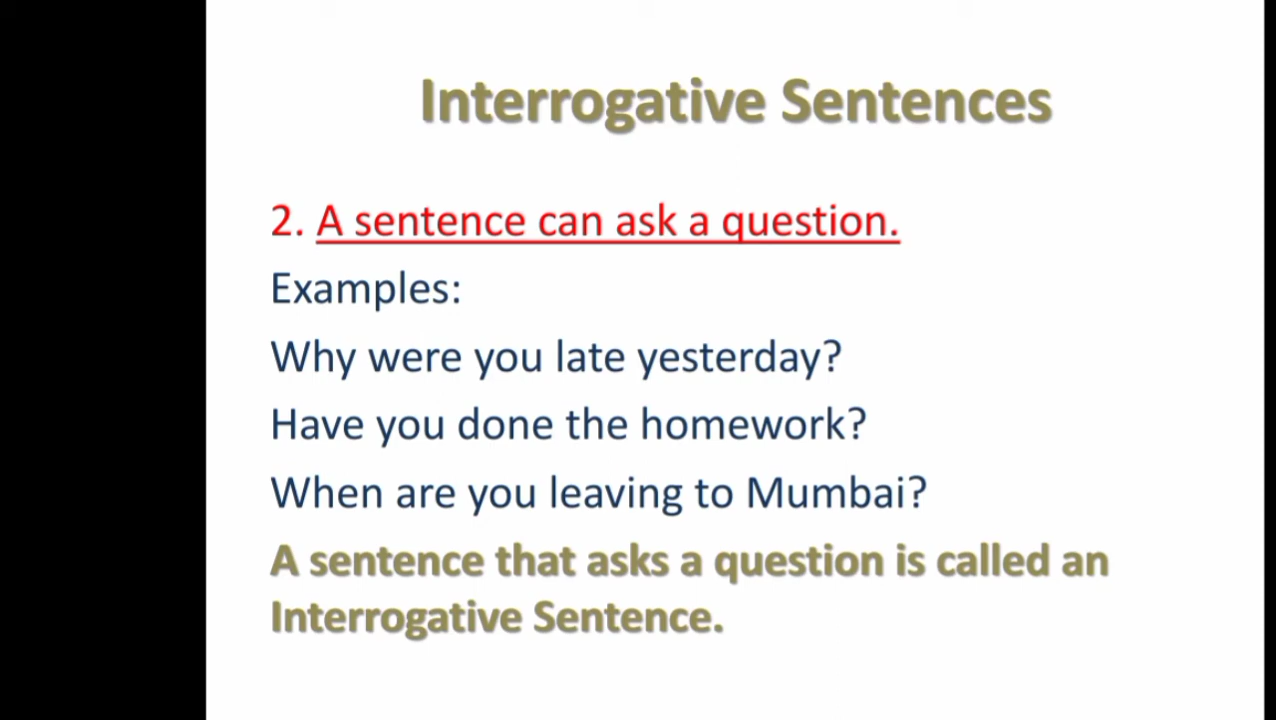 Interrogative Sentences
2. A sentence can ask a question.
Examples:
Why were you late yesterday?
Have you done the homework?
When are you leaving to Mumbai?
A sentence that asks a question is called an
Interrogative Sentence.